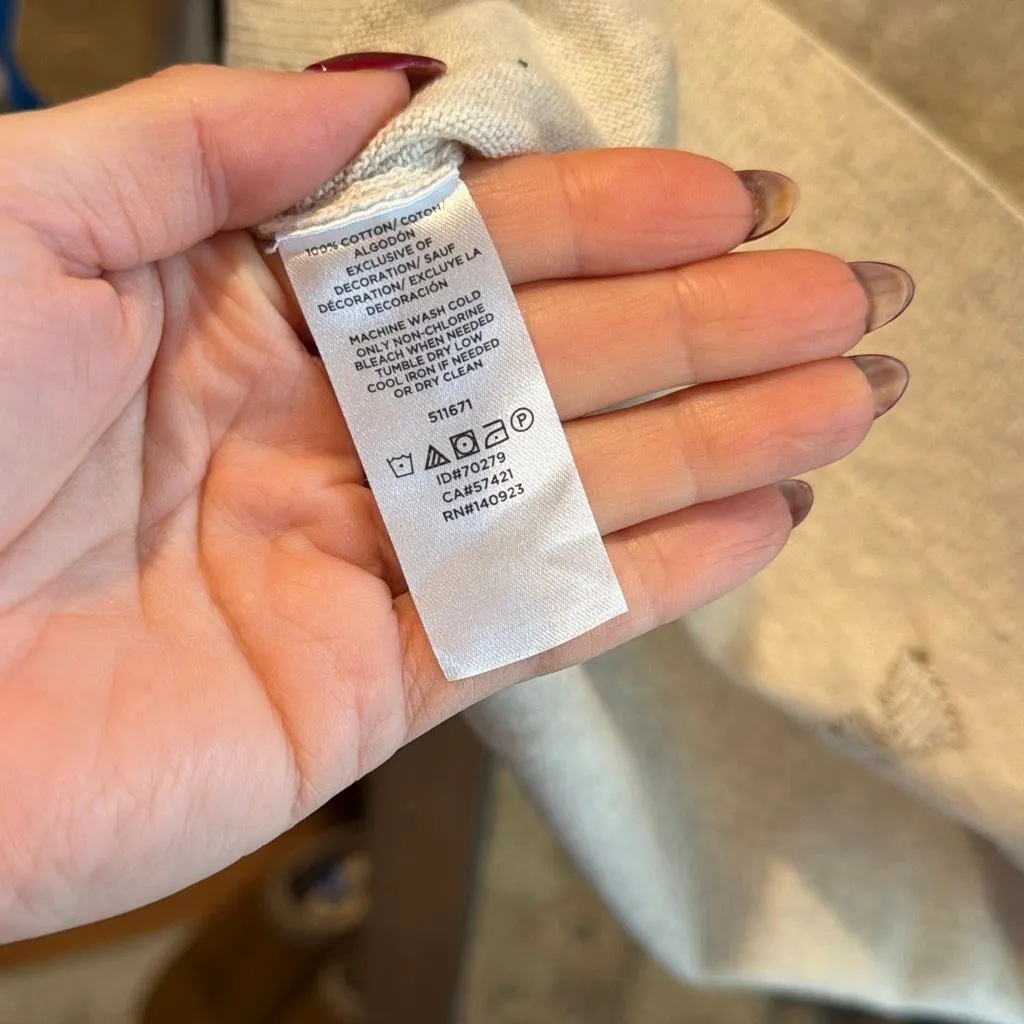 100% COTTON/ COTON/
ALGODÓN
EXCLUSIVE OF
DECORATION/ SAUF
DÉCORATION/ EXCLUYE LA
DECORACIÓN
MACHINE WASH COLD
ONLY NON-CHLORINE
BLEACH WHEN NEEDED
TUMBLE DRY LOW
COOL IRON IF NEEDED
OR DRY CLEAN
511671
P
ID#70279
CA#57421
RN#140923